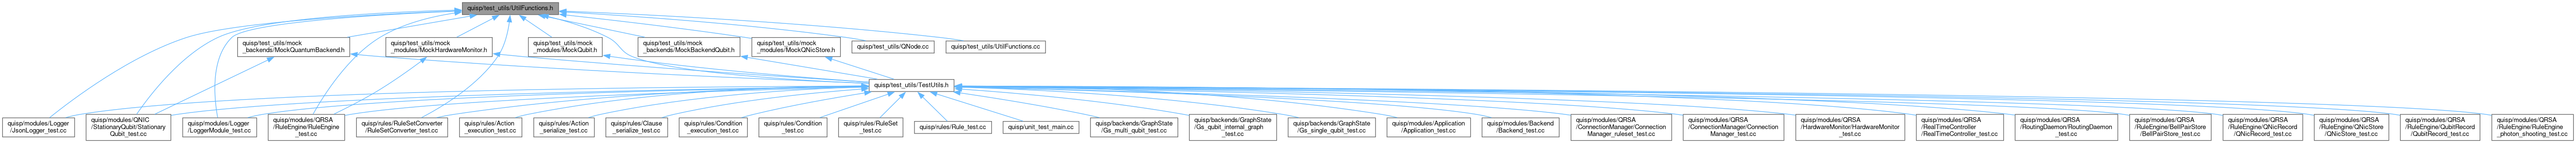 quisp/test_utils/UtilFunctions.h
quisp/test_utils/mock
_backends/MockQuantumBackend.h
quisp/test_utils/mock
_modules/MockHardwareMonitor.h
quisp/test_utils/mock
_modules/MockQubit.h
quisp/test_utils/mock
_backends/MockBackendQubit.h
quisp/test_utils/mock
_modules/MockQNicStore.h
quisp/test_utils/QNode.cc
quisp/test_utils/UtilFunctions.cc
quisp/test_utils/TestUtils.h
quisp/modules/Logger
/JsonLogger_test.cc
quisp/modules/QNIC
/StationaryQubit/Stationary
Qubit_test.cc
quisp/modules/Logger
/LoggerModule_test.cc
quisp/modules/QRSA
/RuleEngine/RuleEngine
_test.cc
quisp/rules/RuleSetConverter
/RuleSetConverter_test.cc
quisp/rules/Action
_execution_test.cc
quisp/rules/Action
_serialize_test.cc
quisp/rules/Clause
_serialize_test.cc
quisp/rules/Condition
_execution_test.cc
quisp/rules/Condition
_test.cc
quisp/rules/RuleSet
_test.cc
quisp/rules/Rule_test.cc
quisp/unit_test_main.cc
quisp/backends/GraphState
/Gs_multi_qubit_test.cc
quisp/backends/GraphState
/Gs_qubit_internal_graph
_test.cc
quisp/backends/GraphState
/Gs_single_qubit_test.cc
quisp/modules/Application
/Application_test.cc
quisp/modules/Backend
/Backend_test.cc
quisp/modules/QRSA
/ConnectionManager/Connection
Manager_ruleset_test.cc
quisp/modules/QRSA
/ConnectionManager/Connection
Manager_test.cc
quisp/modules/QRSA
/HardwareMonitor/HardwareMonitor
_test.cc
quisp/modules/QRSA
/RealTimeController
/RealTimeController_test.cc
quisp/modules/QRSA
/RoutingDaemon/RoutingDaemon
_test.cc
quisp/modules/QRSA
/RuleEngine/BellPairStore
/BellPairStore_test.cc
quisp/modules/QRSA
/RuleEngine/QNicRecord
/QNicRecord_test.cc
quisp/modules/QRSA
/RuleEngine/QNicStore
/QNicStore_test.cc
quisp/modules/QRSA
/RuleEngine/QubitRecord
/QubitRecord_test.cc
quisp/modules/QRSA
/RuleEngine/RuleEngine
_photon_shooting_test.cc